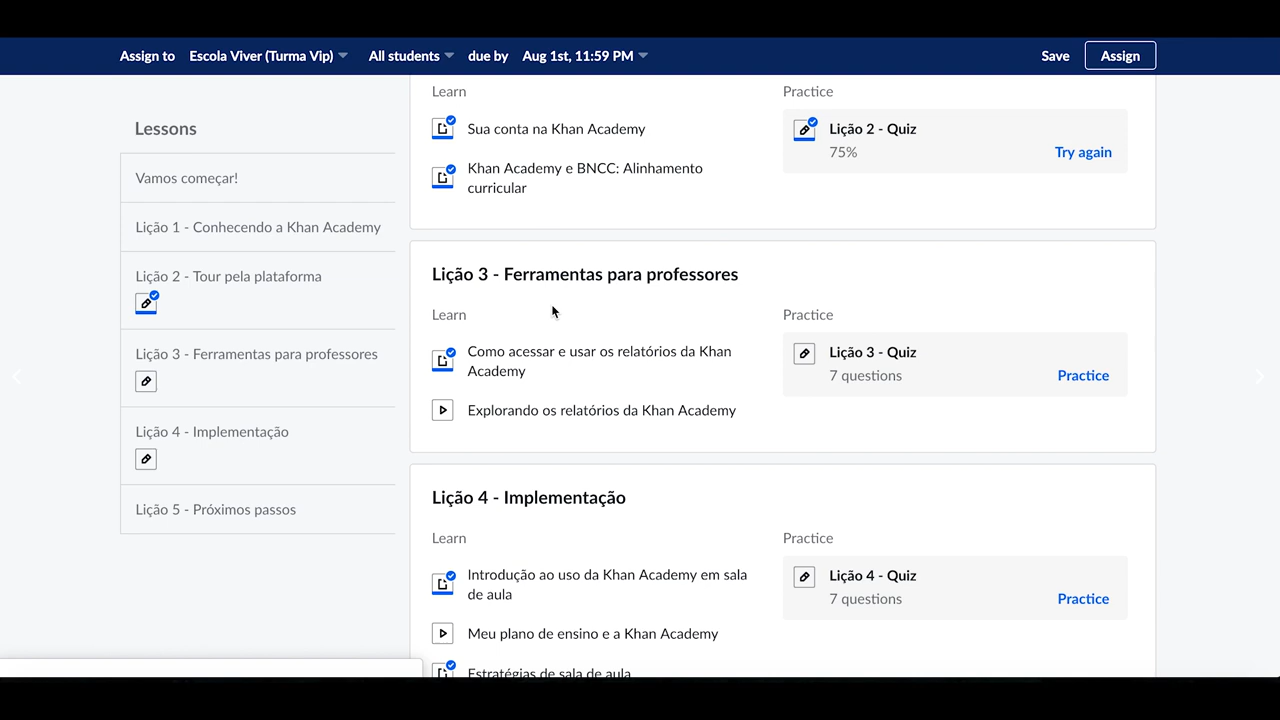 Assign to Escola Viver (Turma Vip) All students due by Aug 1st, 11:59 PM Save Assign
Lessons
Vamos começar!
Lição 1 - Conhecendo a Khan Academy
Lição 2 - Tour pela plataforma
Lição 3 - Ferramentas para professores
Lição 4 - Implementação
Lição 5 - Próximos passos
Learn
Sua conta na Khan Academy
Khan Academy e BNCC: Alinhamento
curricular
Practice
Lição 2 - Quiz
75% Try again
Lição 3 - Ferramentas para professores
Learn
Como acessar e usar os relatórios da Khan
Academy
Explorando os relatórios da Khan Academy
Practice
Lição 3 - Quiz
7 questions Practice
Lição 4 - Implementação
Learn
Introdução ao uso da Khan Academy em sala
de aula
Meu plano de ensino e a Khan Academy
Estratégias de sala de aula
Practice
Lição 4 - Quiz
7 questions Practice